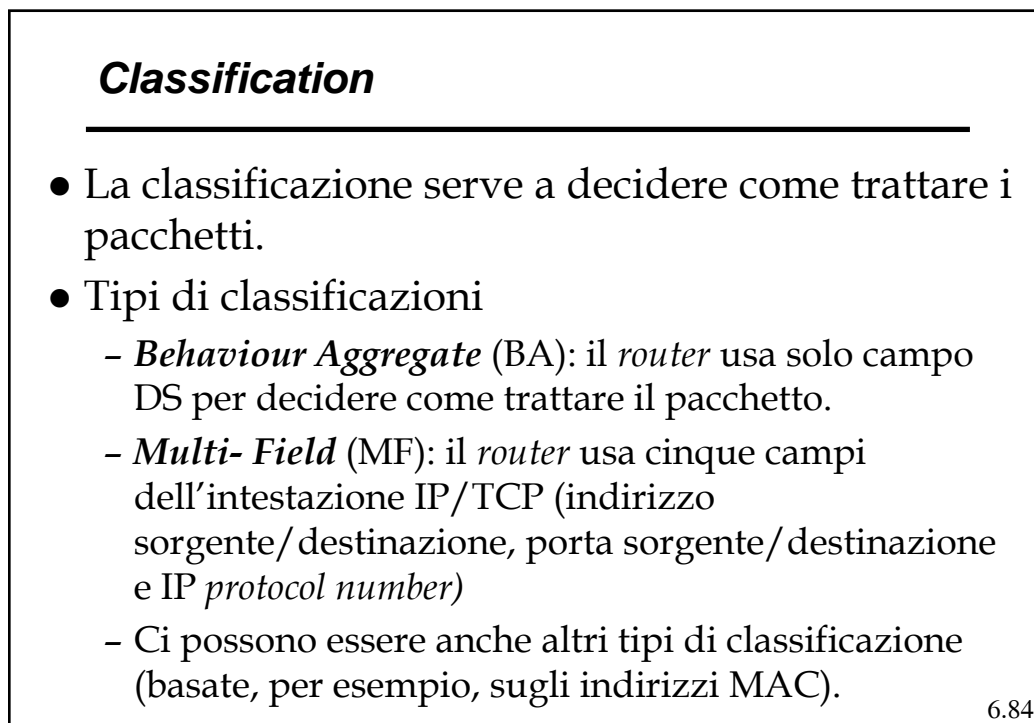 Classification
● La classificazione serve a decidere come trattare i
pacchetti.
● Tipi di classificazioni
– Behaviour Aggregate (BA): il router usa solo campo
DS per decidere come trattare il pacchetto.
– Multi- Field (MF): il router usa cinque campi
dell’intestazione IP/TCP (indirizzo
sorgente/destinazione, porta sorgente/destinazione
e IP protocol number)
– Ci possono essere anche altri tipi di classificazione
(basate, per esempio, sugli indirizzi MAC).
6.84